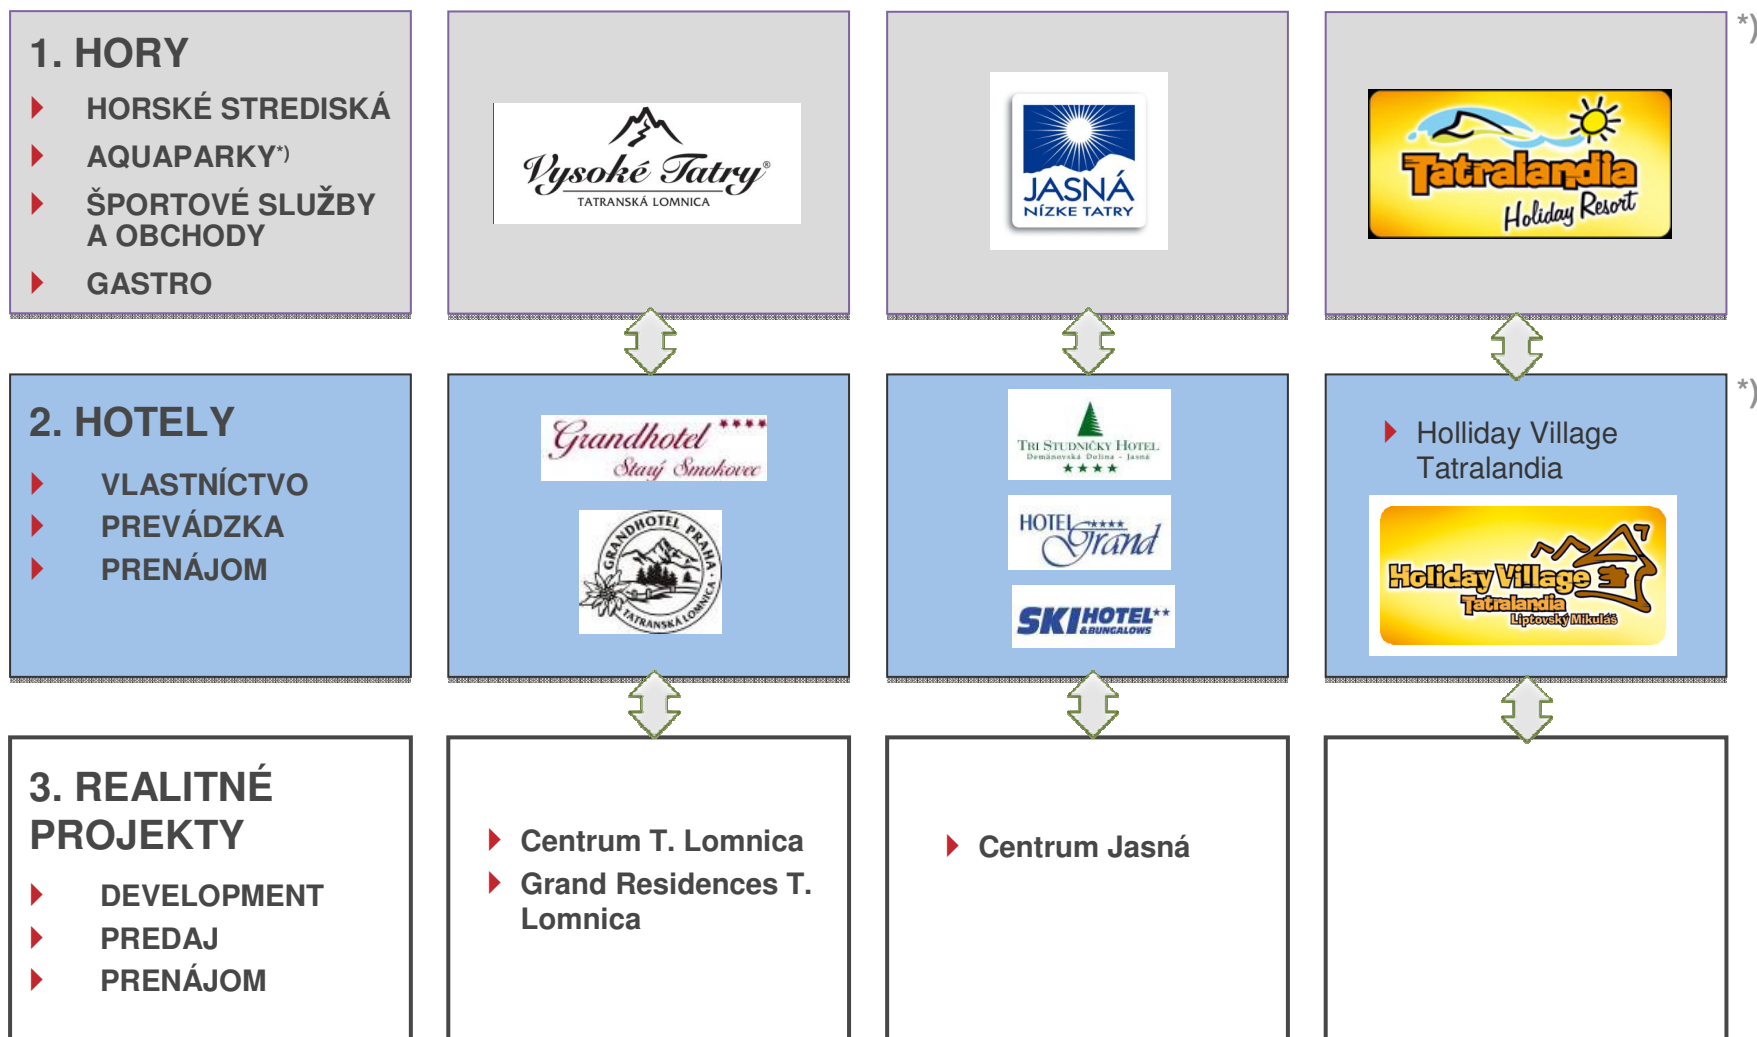 1. HORY
HORSKÉ STREDISKÁ
AQUAPARKY*)
ŠPORTOVÉ SLUŽBY
A OBCHODY
GASTRO
Vysoké Tatry®
TATRANSKÁ LOMNICA
JASNÁ
NÍZKE TATRY
Tatralandia
Holiday Resort
*)
2. HOTELY
VLASTNÍCTVO
PREVÁDZKA
PRENÁJOM
Grandhotel ****
Starý Smokovec
GRANDHOTEL PRAHA
TATRANSKÁ LOMNICA
TRI STUDNIČKY HOTEL
Demänovská Dolina - Jasná
★★★★
HOTEL ****
Grand
SKI HOTEL**
& BUNGALOWS
Holliday Village
Tatralandia
Holiday Village
Tatralandia
Liptovský Mikuláš
*)
3. REALITNÉ
PROJEKTY
DEVELOPMENT
PREDAJ
PRENÁJOM
Centrum T. Lomnica
Grand Residences T.
Lomnica
Centrum Jasná